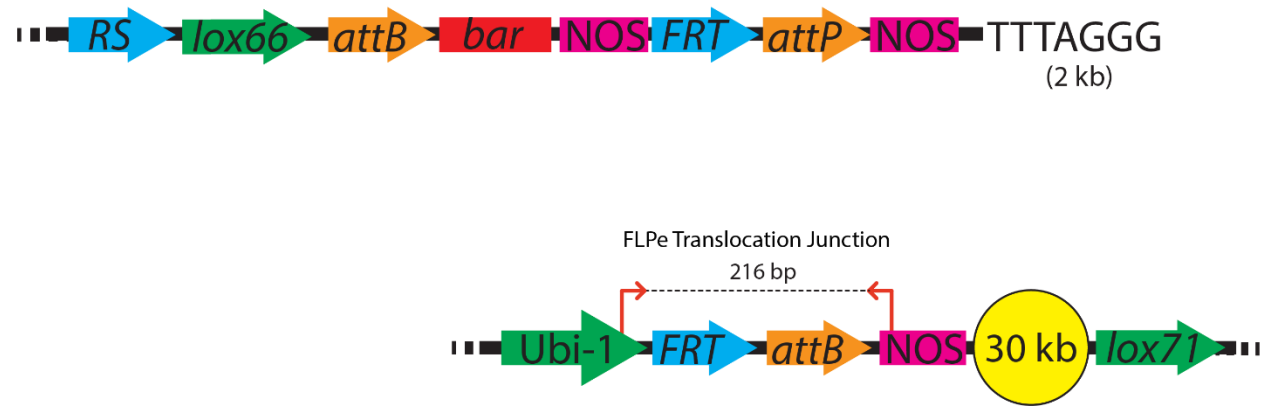 RS lox66 attB bar NOS FRT attP NOS TTTAGGG
(2 kb)
FLPe Translocation Junction
216 bp
Ubi-1 FRT attB NOS 30 kb lox71